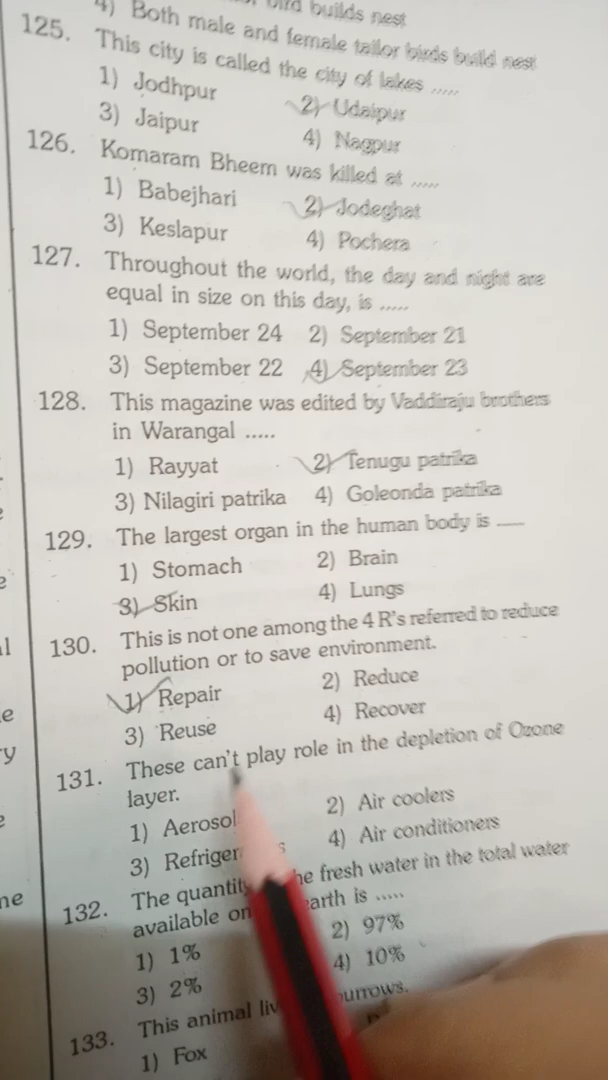 builds nest
4) Both male and female tailor birds build nest
125. This city is called the city of lakes .....
1) Jodhpur 2) Udaipur
3) Jaipur 4) Nagpur
126. Komaram Bheem was killed at .....
1) Babejhari 2) Jodeghat
3) Keslapur 4) Pochera
127. Throughout the world, the day and night are
equal in size on this day, is .....
1) September 24 2) September 21
3) September 22 4) September 23
128. This magazine was edited by Vaddiraju brothers
in Warangal .....
1) Rayyat 2) Tenugu patrika
3) Nilagiri patrika 4) Goleonda patrika
129. The largest organ in the human body is —
1) Stomach 2) Brain
3) Skin 4) Lungs
130. This is not one among the 4 R's referred to reduce
pollution or to save environment.
1) Repair 2) Reduce
3) Reuse 4) Recover
131. These can't play role in the depletion of Ozone
layer.
1) Aerosol 2) Air coolers
3) 4) Air conditioners
132. The quantity fresh water in the total water
available on earth is .....
1) 1% 2) 97%
3) 2% 4) 10%
133. This animal burrows.
1) Fox